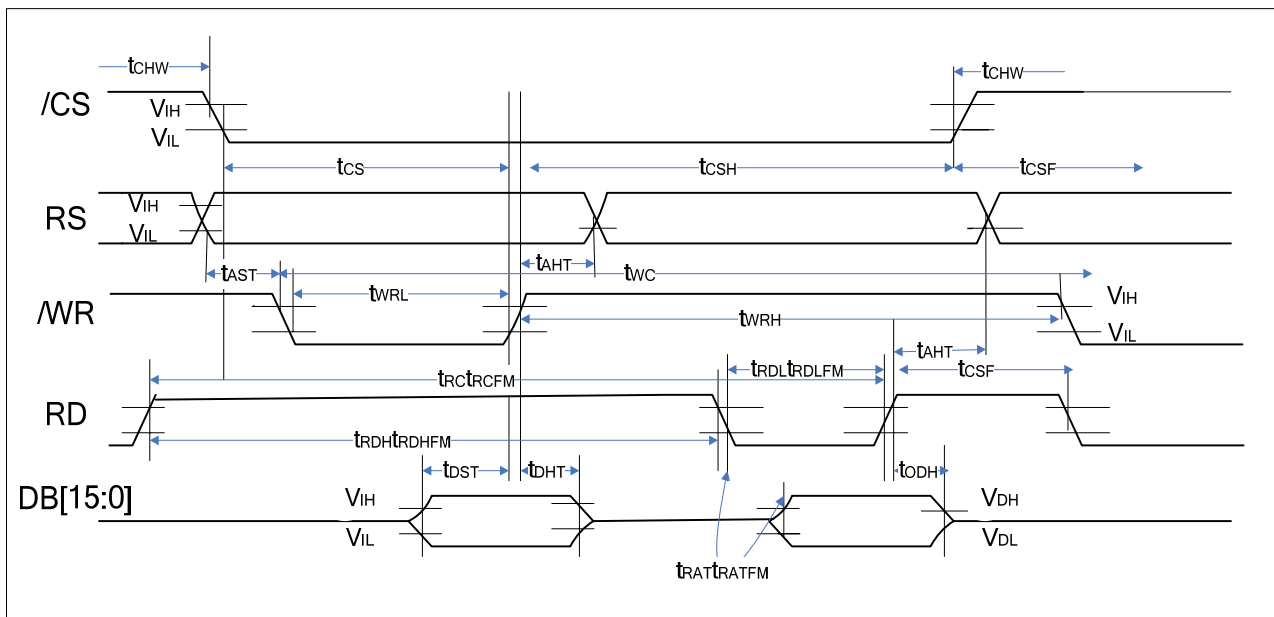 tCHW
tCHW
/CS
VIH
VIL
tCS
tCSH
tCSF
RS
VIH
VIL
tAST
tAHT
tWC
/WR
tWRL
VIH
tWRH
VIL
tAHT
tRCtRCFM
tRDLtRDLFM
tCSF
RD
tRDHtRDHFM
tDST
tDHT
tODH
DB[15:0]
VIH
VDH
VIL
VDL
tRATtRATFM